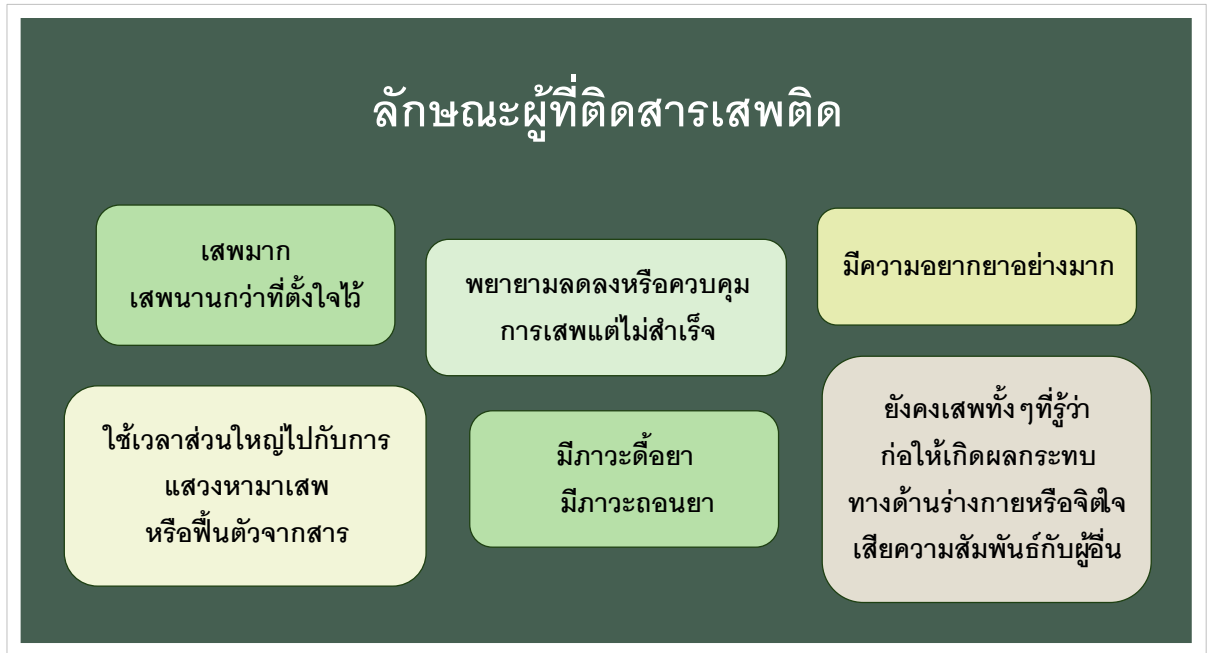 ลักษณะผู้ที่ติดสารเสพติด
เสพมาก
เสพนานกว่าที่ตั้งใจไว้
พยายามลดลงหรือควบคุม
การเสพแต่ไม่สำเร็จ
มีความอยากยาอย่างมาก
ใช้เวลาส่วนใหญ่ไปกับการ
แสวงหามาเสพ
หรือฟื้นตัวจากสาร
มีภาวะดื้อยา
มีภาวะถอนยา
ยังคงเสพทั้งๆที่รู้ว่า
ก่อให้เกิดผลกระทบ
ทางด้านร่างกายหรือจิตใจ
เสียความสัมพันธ์กับผู้อื่น